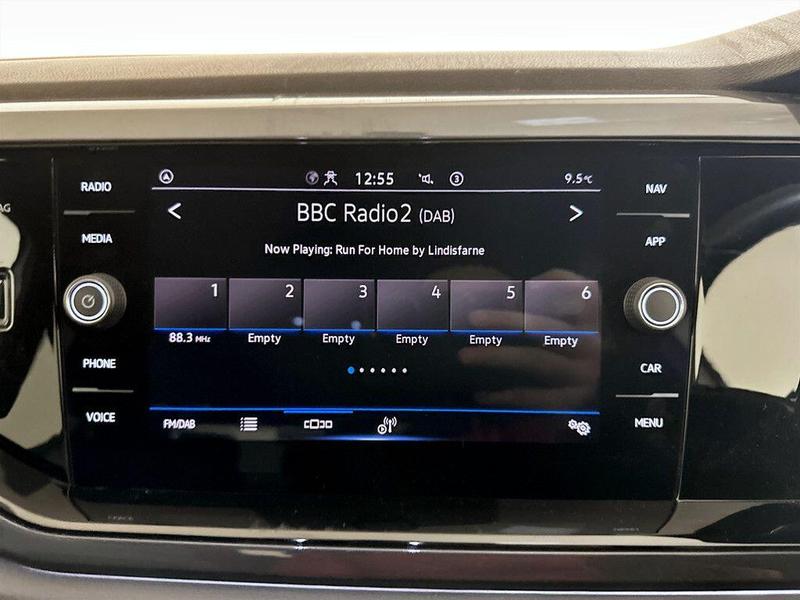 RADIO
MEDIA
PHONE
VOICE
12:55
3
9.5°C
BBC Radio2 (DAB)
Now Playing: Run For Home by Lindisfarne
1 2 3 4 5 6
88.3 MHz Empty Empty Empty Empty Empty
FM/DAB
NAV
APP
CAR
MENU
AG